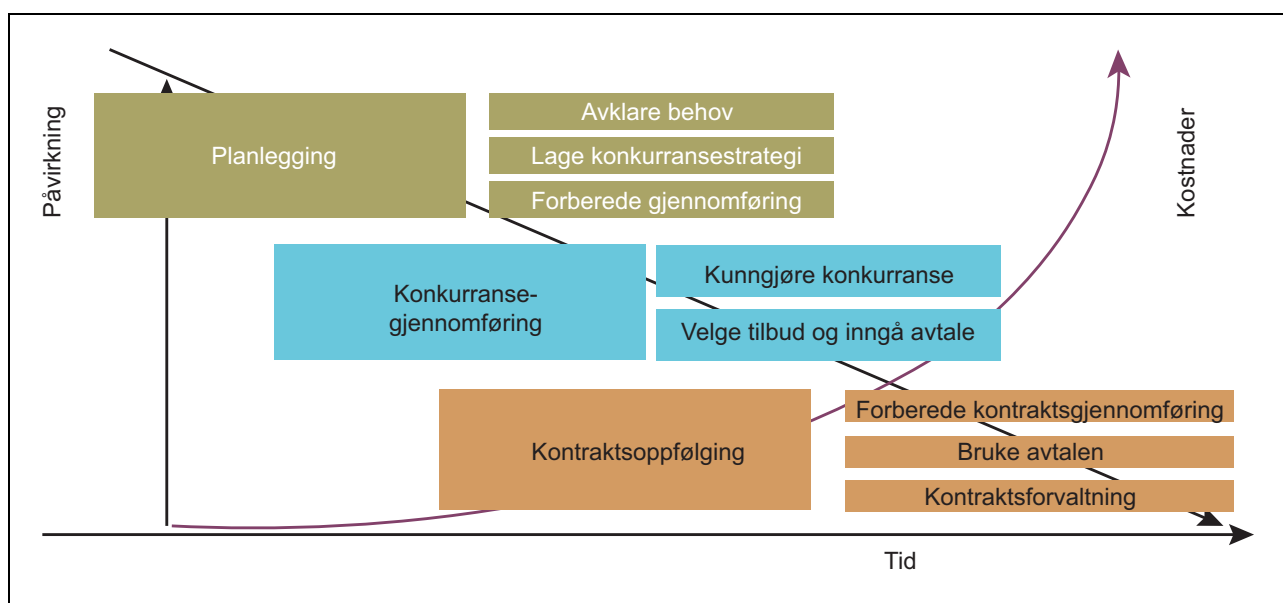 Påvirkning
Planlegging
Avklare behov
Lage konkurransestrategi
Forberede gjennomføring
Kostnader
Konkurranse-
gjennomføring
Kunngjøre konkurranse
Velge tilbud og inngå avtale
Kontraktsoppfølging
Forberede kontraktsgjennomføring
Bruke avtalen
Kontraktsforvaltning
Tid